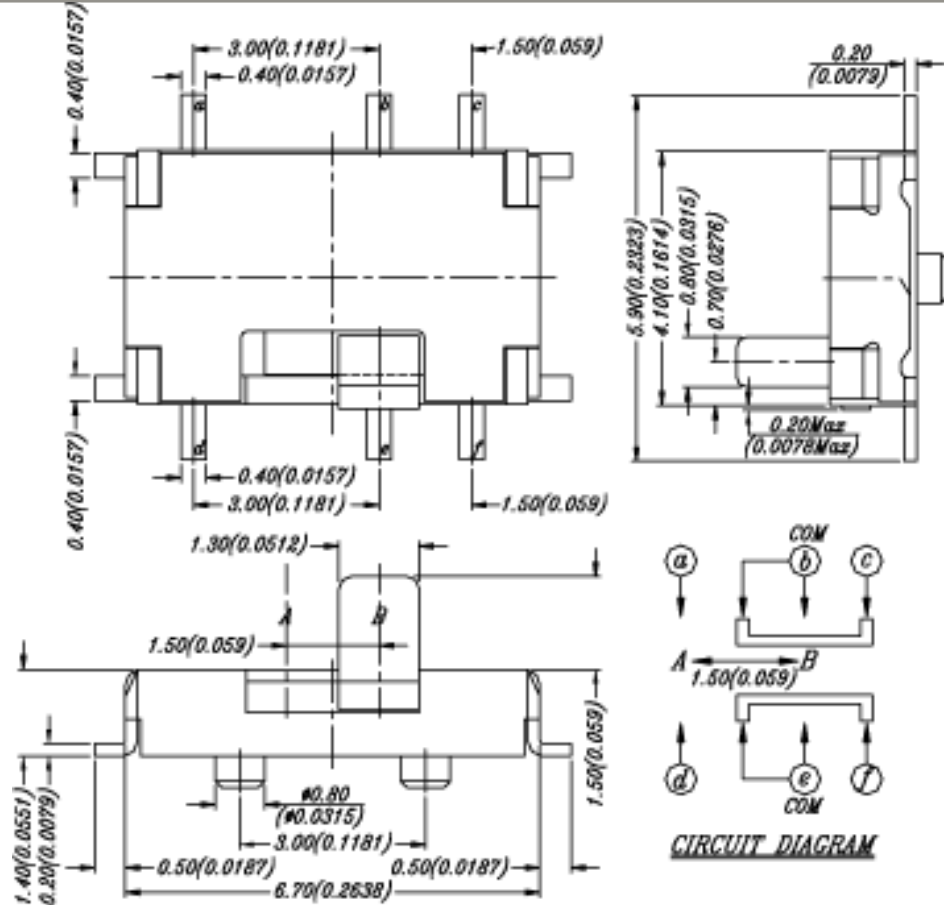 0.40(0.0157)
3.00(0.1181)
1.50(0.059)
0.40(0.0157)
a
b
c
0.40(0.0157)
d
e
f
0.40(0.0157)
3.00(0.1181)
1.50(0.059)
0.20
(0.0079)
5.90(0.2323)
4.10(0.1614)
0.80(0.0315)
0.70(0.0276)
0.20Max
(0.0078Max)
1.30(0.0512)
A
B
1.50(0.059)
1.50(0.059)
1.40(0.0551)
0.20(0.0079)
ø0.80
(ø0.0315)
3.00(0.1181)
0.50(0.0187)
0.50(0.0187)
6.70(0.2638)
COM
a
b
c
A
B
1.50(0.059)
d
e
f
COM
CIRCUIT DIAGRAM